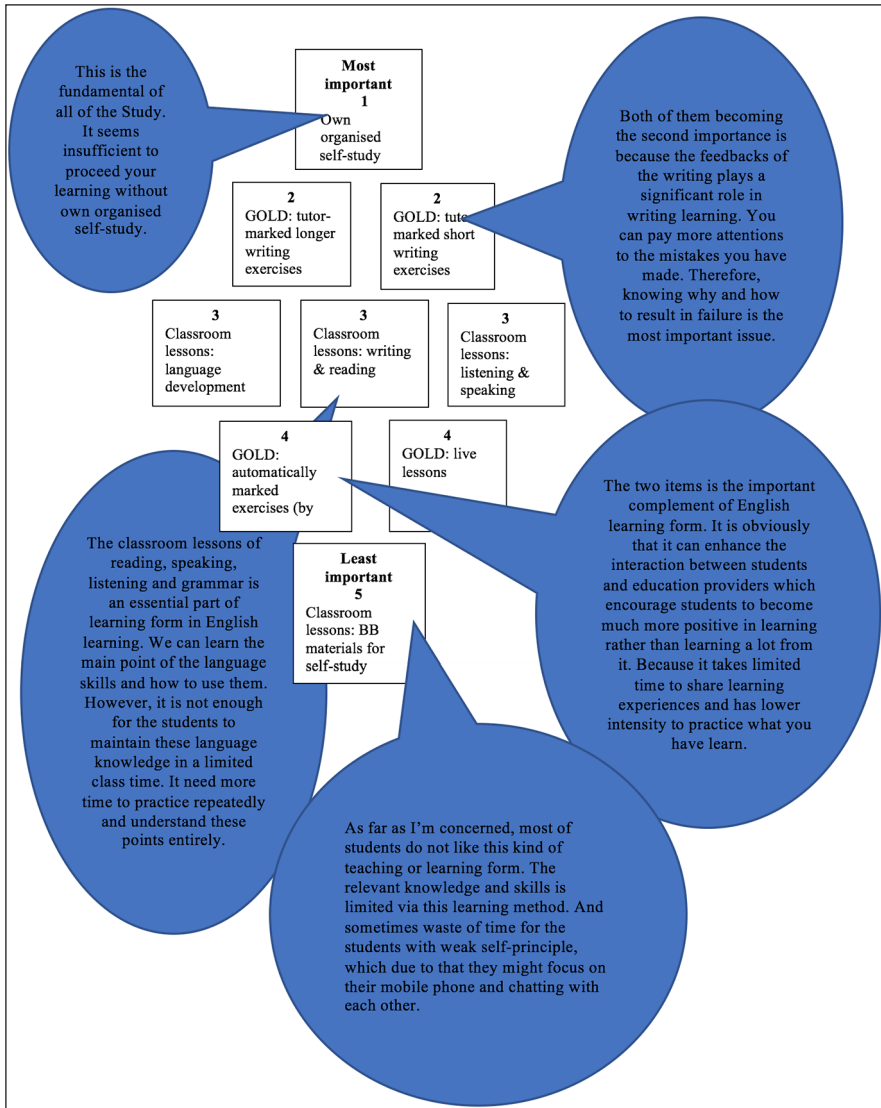 This is the
fundamental of
all of the Study.
It seems
insufficient to
proceed your
learning without
own organised
self-study.
Most
important
1
Own
organised
self-study
Both of them becoming
the second importance is
because the feedbacks of
the writing plays a
significant role in
writing learning. You
can pay more attentions
to the mistakes you have
made. Therefore,
knowing why and how
to result in failure is the
most important issue.
2
GOLD: tutor-
marked longer
writing
exercises
2
GOLD:
marked short
writing
exercises
3
Classroom
lessons:
language
development
3
Classroom
lessons: writing
& reading
3
Classroom
lessons:
listening &
speaking
4
GOLD:
automatically
marked
exercises (by
4
GOLD: live
lessons
The classroom lessons of
reading, speaking,
listening and grammar is
an essential part of
learning form in English
learning. We can learn the
main point of the language
skills and how to use them.
However, it is not enough
for the students to
maintain these language
knowledge in a limited
class time. It need more
time to practice repeatedly
and understand these
points entirely.
The two items is the important
complement of English
learning form. It is obviously
that it can enhance the
interaction between students
and education providers which
encourage students to become
much more positive in learning
rather than learning a lot from
it. Because it takes limited
time to share learning
experiences and has lower
intensity to practice what you
have learn.
Least
important
5
Classroom
lessons: BB
materials for
self-study
As far as I'm concerned, most of
students do not like this kind of
teaching or learning form. The
relevant knowledge and skills is
limited via this learning method. And
sometimes waste of time for the
students with weak self-principle,
which due to that they might focus on
their mobile phone and chatting with
each other.